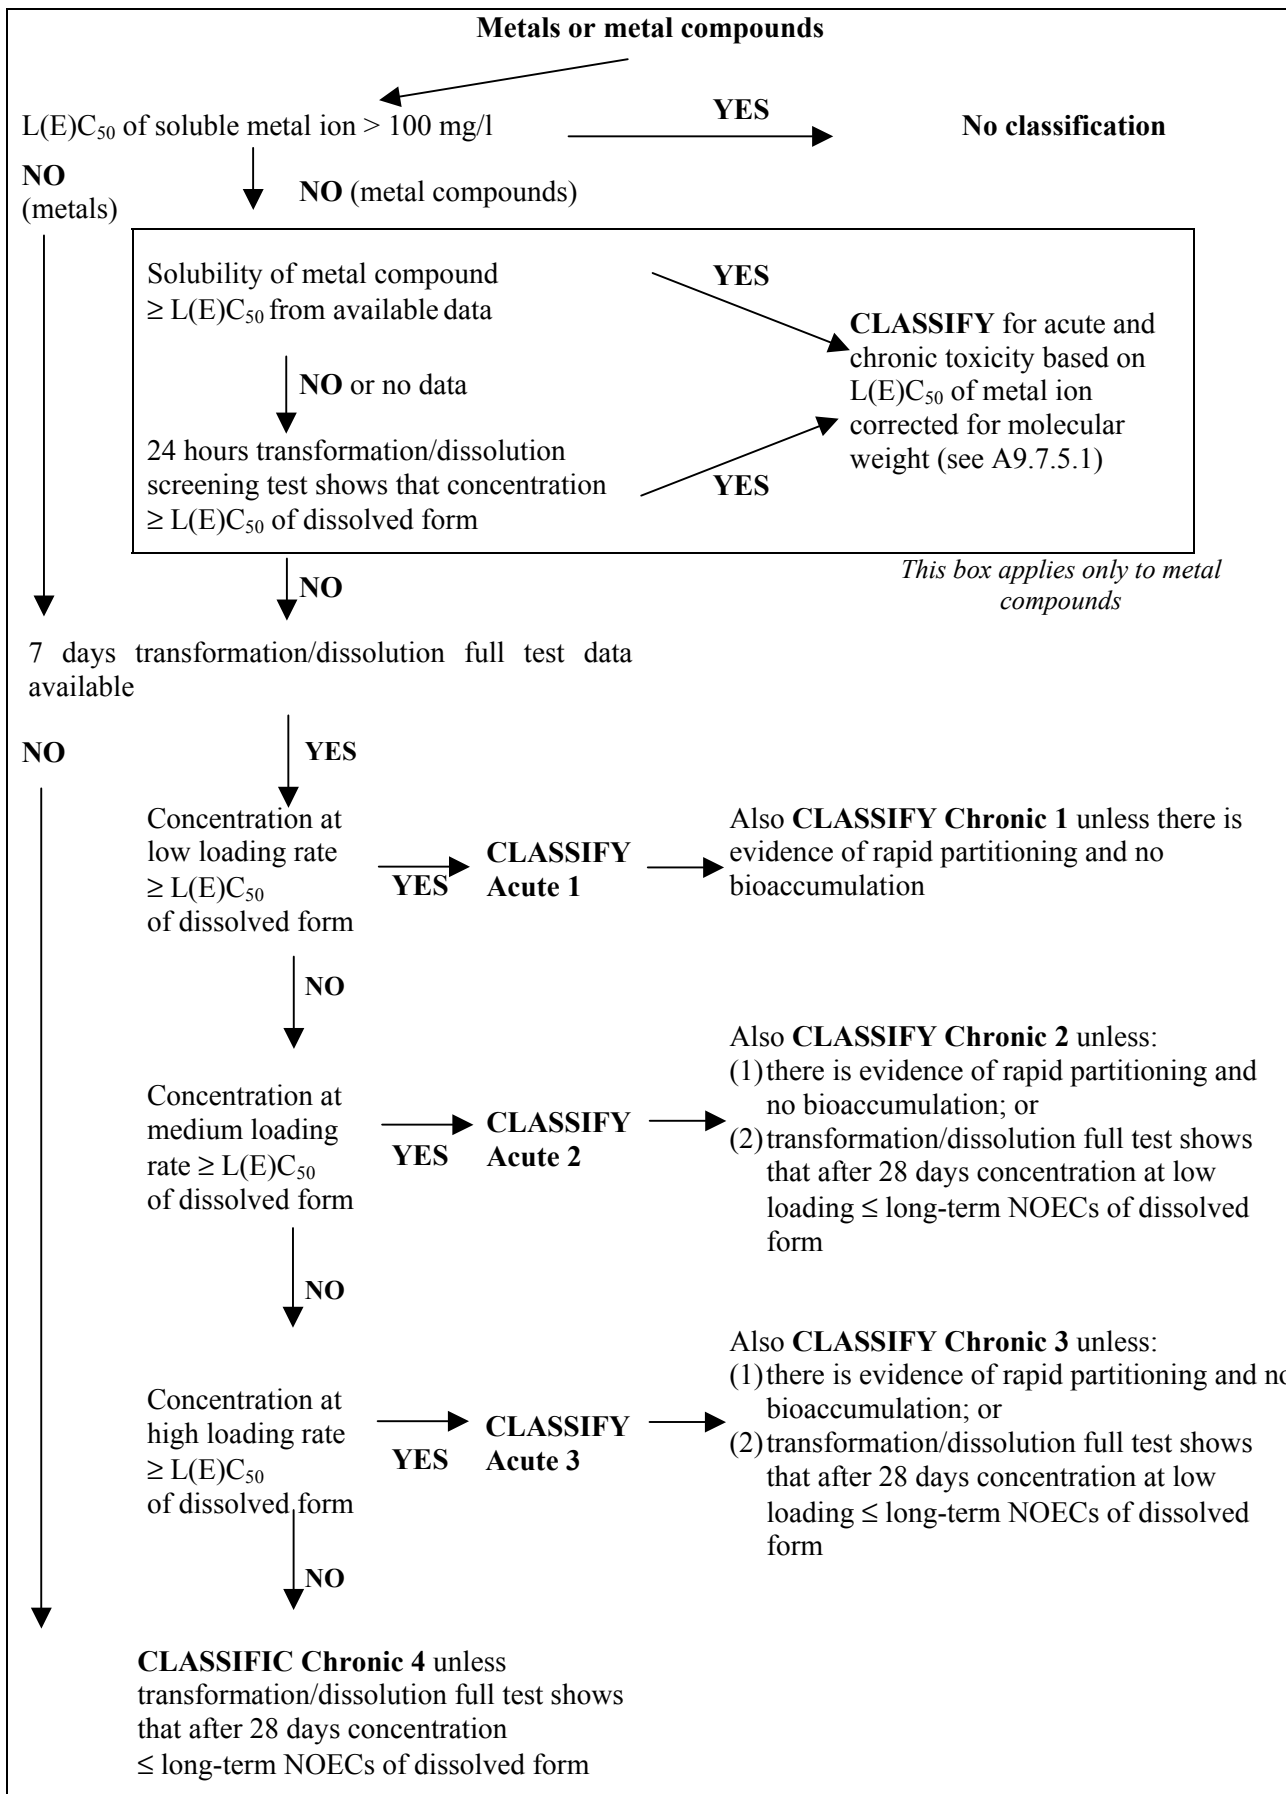 Metals or metal compounds
L(E)C₅₀ of soluble metal ion > 100 mg/l
YES
No classification
NO
(metals)
NO (metal compounds)
Solubility of metal compound
≥ L(E)C₅₀ from available data
YES
CLASSIFY for acute and
chronic toxicity based on
L(E)C₅₀ of metal ion
corrected for molecular
weight (see A9.7.5.1)
NO or no data
24 hours transformation/dissolution
screening test shows that concentration
≥ L(E)C₅₀ of dissolved form
YES
This box applies only to metal
compounds
NO
7 days transformation/dissolution full test data
available
NO
YES
Concentration at
low loading rate
≥ L(E)C₅₀
of dissolved form
YES
CLASSIFY
Acute 1
Also CLASSIFY Chronic 1 unless there is
evidence of rapid partitioning and no
bioaccumulation
NO
Concentration at
medium loading
rate ≥ L(E)C₅₀
of dissolved form
YES
CLASSIFY
Acute 2
Also CLASSIFY Chronic 2 unless:
(1) there is evidence of rapid partitioning and
no bioaccumulation; or
(2) transformation/dissolution full test shows
that after 28 days concentration at low
loading ≤ long-term NOECs of dissolved
form
NO
Concentration at
high loading rate
≥ L(E)C₅₀
of dissolved form
YES
CLASSIFY
Acute 3
Also CLASSIFY Chronic 3 unless:
(1) there is evidence of rapid partitioning and no
bioaccumulation; or
(2) transformation/dissolution full test shows
that after 28 days concentration at low
loading ≤ long-term NOECs of dissolved
form
NO
CLASSIFIC Chronic 4 unless
transformation/dissolution full test shows
that after 28 days concentration
≤ long-term NOECs of dissolved form